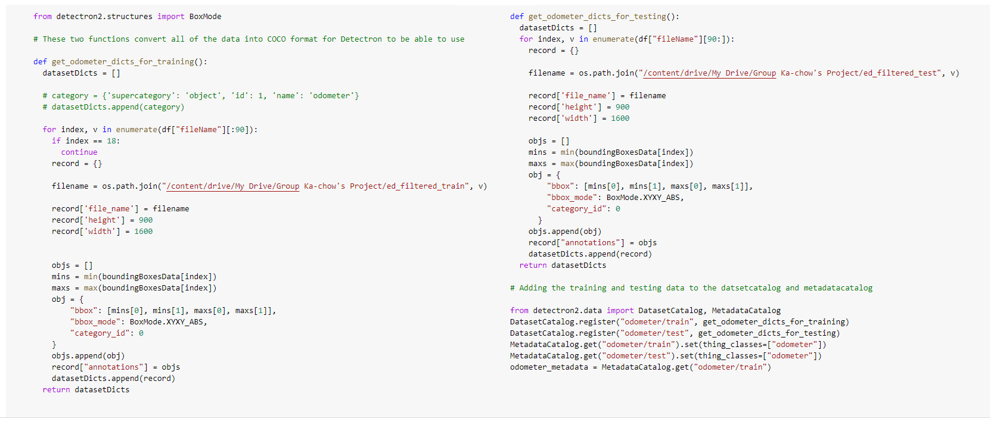 from detectron2.structures import BoxMode
# These two functions convert all of the data into COCO format for Detectron to be able to use
def get_odometer_dicts_for_training():
datasetDicts = []
# category = {'supercategory': 'object', 'id': 1, 'name': 'odometer'}
# datasetDicts.append(category)
for index, v in enumerate(df["fileName"][:90]):
if index == 18:
continue
record = {}
filename = os.path.join("/content/drive/My Drive/Group Ka-chow's Project/ed_filtered_train", v)
record['file_name'] = filename
record['height'] = 900
record['width'] = 1600
objs = []
mins = min(boundingBoxesData[index])
maxs = max(boundingBoxesData[index])
obj = {
"bbox": [mins[0], mins[1], maxs[0], maxs[1]],
"bbox_mode": BoxMode.XYXY_ABS,
"category_id": 0
}
objs.append(obj)
record["annotations"] = objs
datasetDicts.append(record)
return datasetDicts
def get_odometer_dicts_for_testing():
datasetDicts = []
for index, v in enumerate(df["fileName"][90:]):
record = {}
filename = os.path.join("/content/drive/My Drive/Group Ka-chow's Project/ed_filtered_test", v)
record['file_name'] = filename
record['height'] = 900
record['width'] = 1600
objs = []
mins = min(boundingBoxesData[index])
maxs = max(boundingBoxesData[index])
obj = {
"bbox": [mins[0], mins[1], maxs[0], maxs[1]],
"bbox_mode": BoxMode.XYXY_ABS,
"category_id": 0
}
objs.append(obj)
record["annotations"] = objs
datasetDicts.append(record)
return datasetDicts
# Adding the training and testing data to the datsetcatalog and metadatacatalog
from detectron2.data import DatasetCatalog, MetadataCatalog
DatasetCatalog.register("odometer/train", get_odometer_dicts_for_training)
DatasetCatalog.register("odometer/test", get_odometer_dicts_for_testing)
MetadataCatalog.get("odometer/train").set(thing_classes=["odometer"])
MetadataCatalog.get("odometer/test").set(thing_classes=["odometer"])
odometer_metadata = MetadataCatalog.get("odometer/train")